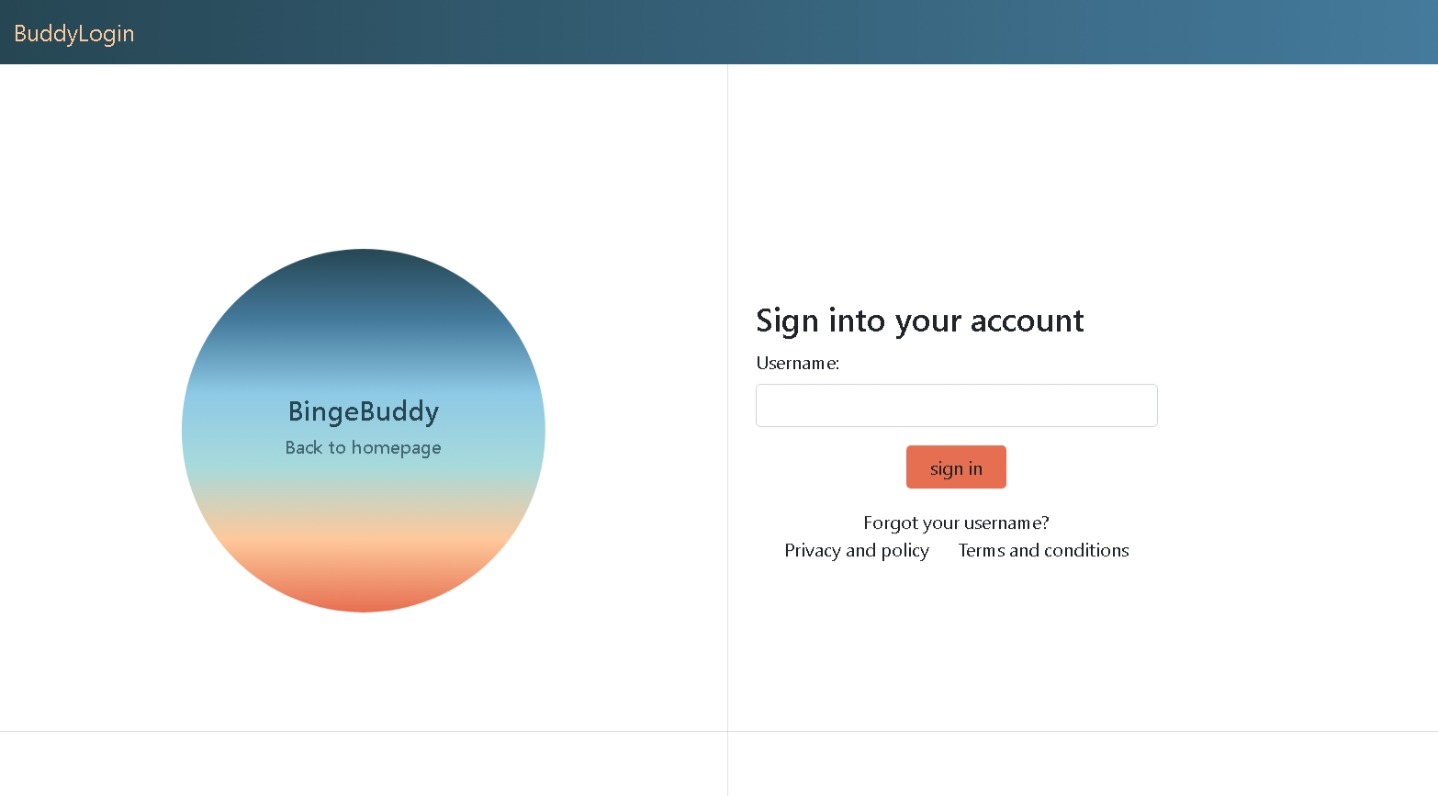 BuddyLogin
BingeBuddy
Back to homepage
Sign into your account
Username:
sign in
Forgot your username?
Privacy and policy Terms and conditions